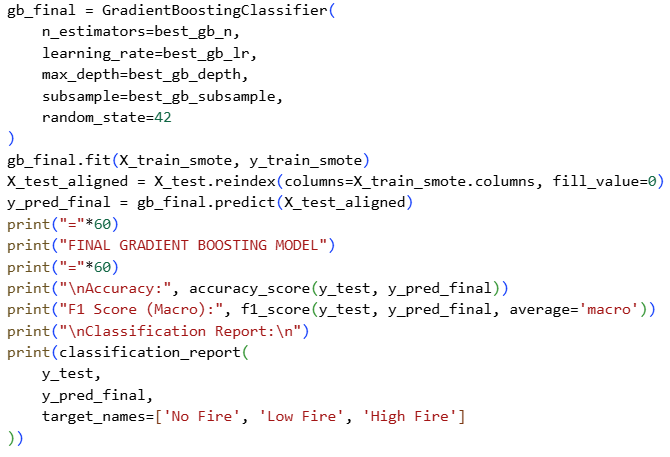 gb_final = GradientBoostingClassifier(
    n_estimators=best_gb_n,
    learning_rate=best_gb_lr,
    max_depth=best_gb_depth,
    subsample=best_gb_subsample,
    random_state=42
)
gb_final.fit(X_train_smote, y_train_smote)
X_test_aligned = X_test.reindex(columns=X_train_smote.columns, fill_value=0)
y_pred_final = gb_final.predict(X_test_aligned)
print("="*60)
print("FINAL GRADIENT BOOSTING MODEL")
print("="*60)
print("\nAccuracy:", accuracy_score(y_test, y_pred_final))
print("F1 Score (Macro):", f1_score(y_test, y_pred_final, average='macro'))
print("\nClassification Report:\n")
print(classification_report(
    y_test,
    y_pred_final,
    target_names=['No Fire', 'Low Fire', 'High Fire']
))